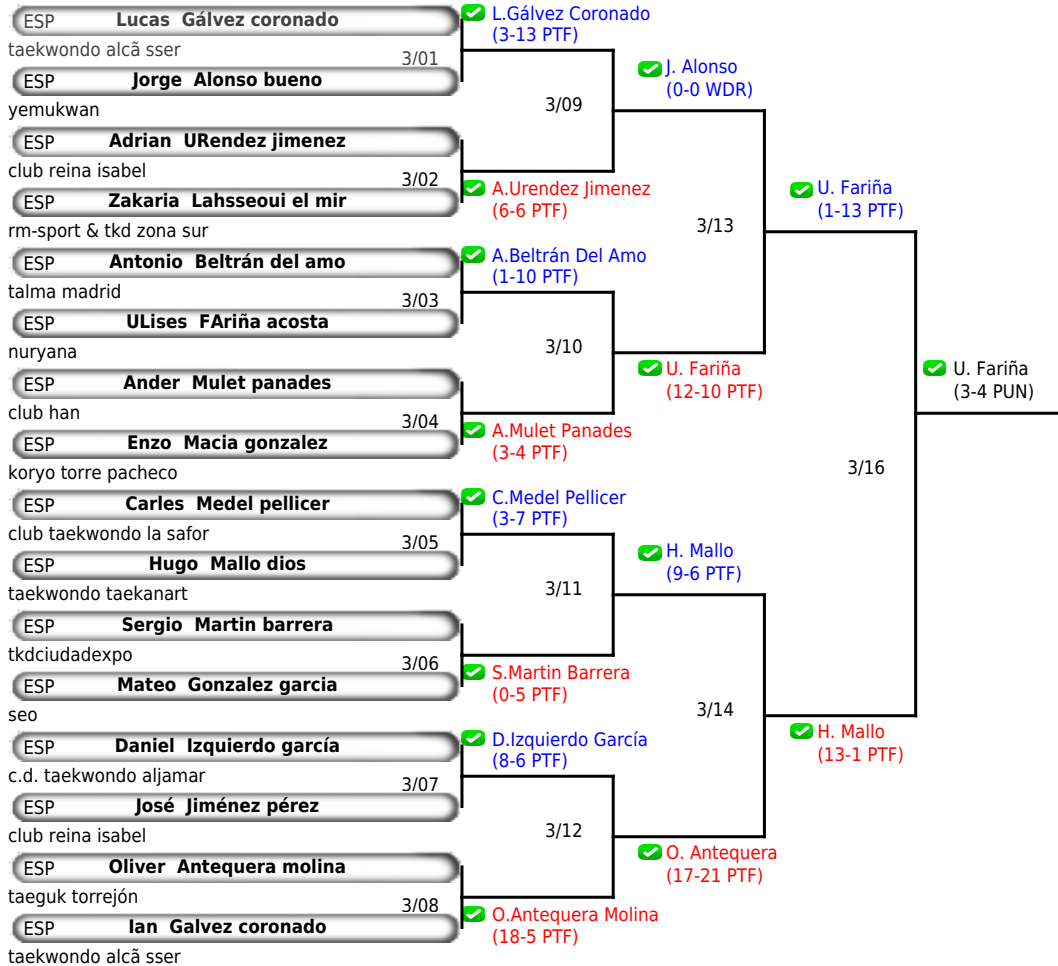 ESP Lucas Gálvez coronado
taekwondo alcã sser
3/01
ESP Jorge Alonso bueno
yemukwan
ESP Adrian URendez jimenez
club reina isabel
3/02
ESP Zakaria Lahsseoui el mir
rm-sport & tkd zona sur
ESP Antonio Beltrán del amo
talma madrid
3/03
ESP ULises FAriña acosta
nuryana
ESP Ander Mulet panades
club han
3/04
ESP Enzo Macia gonzalez
koryo torre pacheco
ESP Carles Medel pellicer
club taekwondo la safor
3/05
ESP Hugo Mallo dios
taekwondo taekanart
ESP Sergio Martin barrera
tkdciudadexpo
3/06
ESP Mateo Gonzalez garcia
seo
ESP Daniel Izquierdo garcía
c.d. taekwondo aljamar
3/07
ESP José Jiménez pérez
club reina isabel
ESP Oliver Antequera molina
taeguk torrejón
3/08
ESP Ian Galvez coronado
taekwondo alcã sser
L.Gálvez Coronado
(3-13 PTF)
3/09
A.Urendez Jimenez
(6-6 PTF)
A.Beltrán Del Amo
(1-10 PTF)
3/10
A.Mulet Panades
(3-4 PTF)
C.Medel Pellicer
(3-7 PTF)
3/11
S.Martin Barrera
(0-5 PTF)
D.Izquierdo García
(8-6 PTF)
3/12
O.Antequera Molina
(18-5 PTF)
J. Alonso
(0-0 WDR)
3/13
U. Fariña
(12-10 PTF)
H. Mallo
(9-6 PTF)
3/14
O. Antequera
(17-21 PTF)
U. Fariña
(1-13 PTF)
3/16
H. Mallo
(13-1 PTF)
U. Fariña
(3-4 PUN)